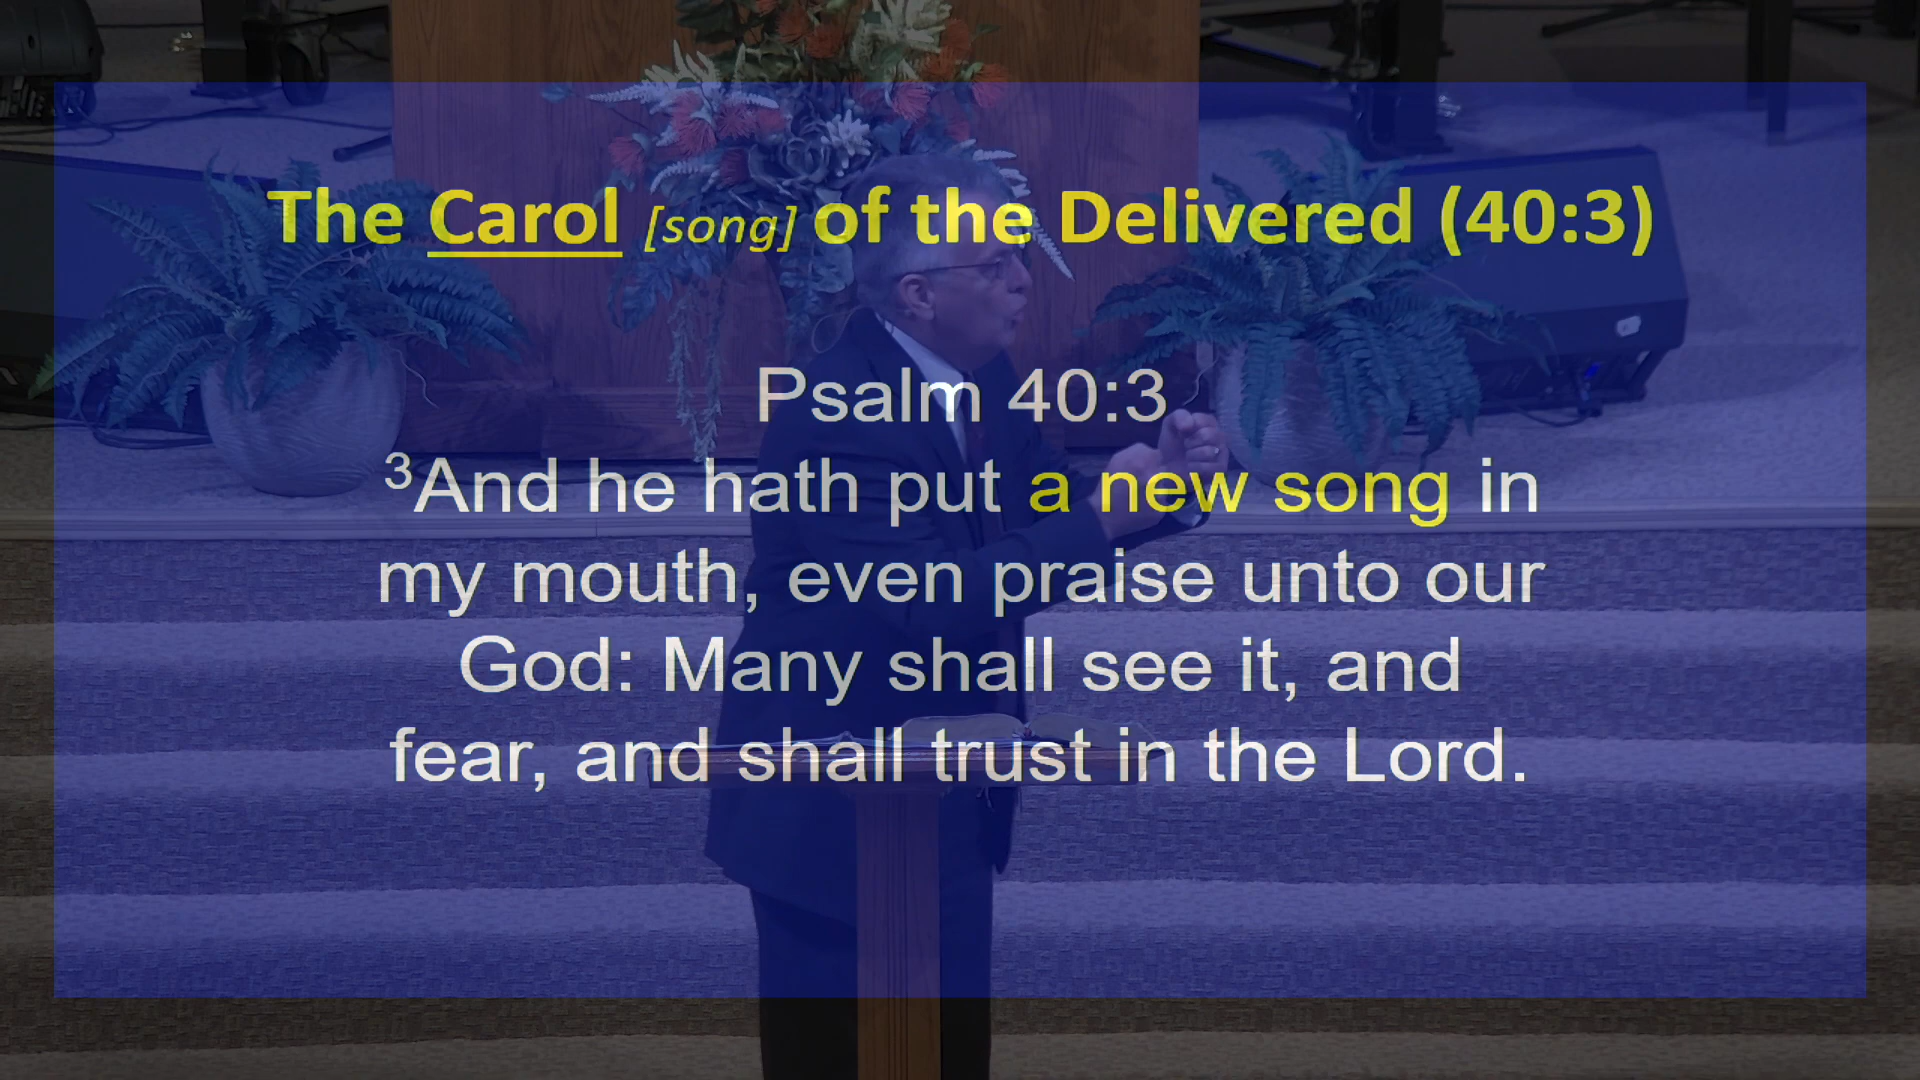 The Carol [song] of the Delivered (40:3)
Psalm 40:3
³And he hath put a new song in
my mouth, even praise unto our
God: Many shall see it, and
fear, and shall trust in the Lord.